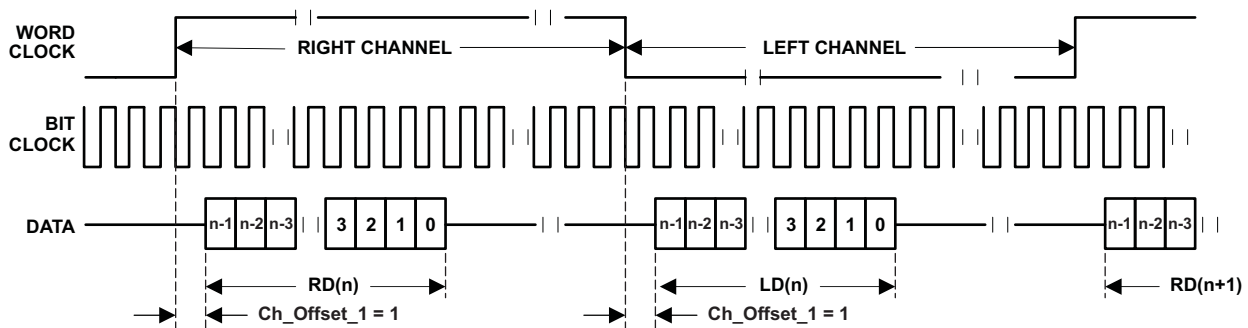 WORD
CLOCK
RIGHT CHANNEL
LEFT CHANNEL
BIT
CLOCK
DATA
n-1 n-2 n-3 3 2 1 0
n-1 n-2 n-3 3 2 1 0
n-1 n-2 n-3
RD(n)
LD(n)
RD(n+1)
Ch_Offset_1 = 1
Ch_Offset_1 = 1